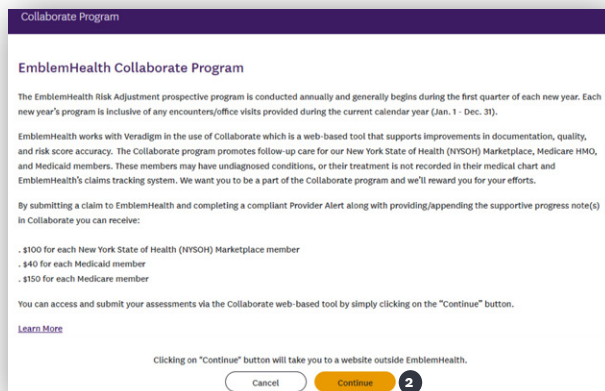 Collaborate Program
EmblemHealth Collaborate Program
The EmblemHealth Risk Adjustment prospective program is conducted annually and generally begins during the first quarter of each new year. Each
new year's program is inclusive of any encounters/office visits provided during the current calendar year (Jan. 1 - Dec. 31).
EmblemHealth works with Veradigm in the use of Collaborate which is a web-based tool that supports improvements in documentation, quality,
and risk score accuracy. The Collaborate program promotes follow-up care for our New York State of Health (NYSOH) Marketplace, Medicare HMO,
and Medicaid members. These members may have undiagnosed conditions, or their treatment is not recorded in their medical chart and
EmblemHealth's claims tracking system. We want you to be a part of the Collaborate program and we'll reward you for your efforts.
By submitting a claim to EmblemHealth and completing a compliant Provider Alert along with providing/appending the supportive progress note(s)
in Collaborate you can receive:
. $100 for each New York State of Health (NYSOH) Marketplace member
. $40 for each Medicaid member
. $150 for each Medicare member
You can access and submit your assessments via the Collaborate web-based tool by simply clicking on the "Continue" button.
Learn More
Clicking on "Continue" button will take you to a website outside EmblemHealth.
Cancel Continue 2